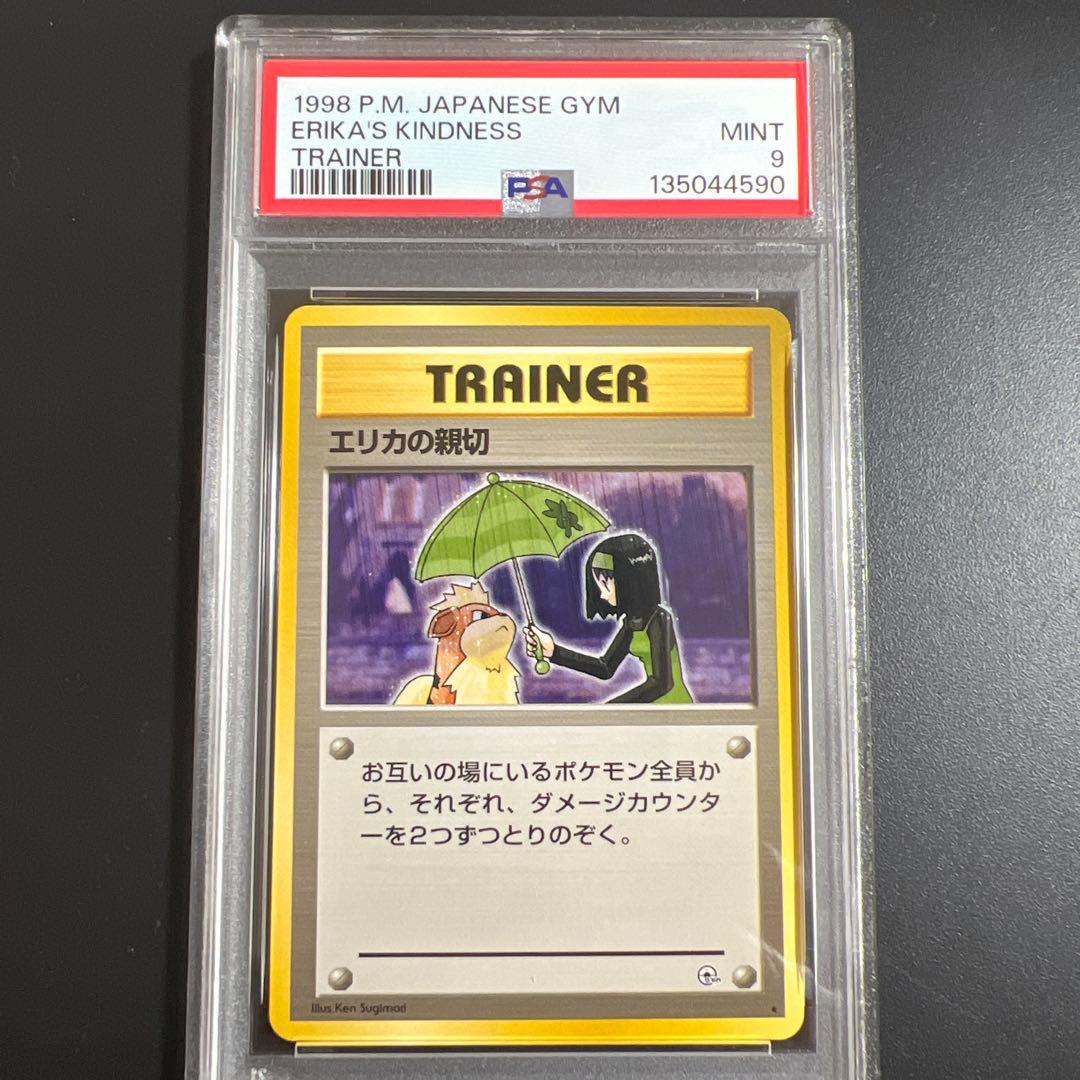 1998 P.M. JAPANESE GYM
ERIKA'S KINDNESS MINT
TRAINER 9
PSA 135044590
TRAINER
エリカの親切
お互いの場にいるポケモン全員か
ら、それぞれ、ダメージカウンタ
ーを2つずつとりのぞく。
Illus. Ken Sugimori